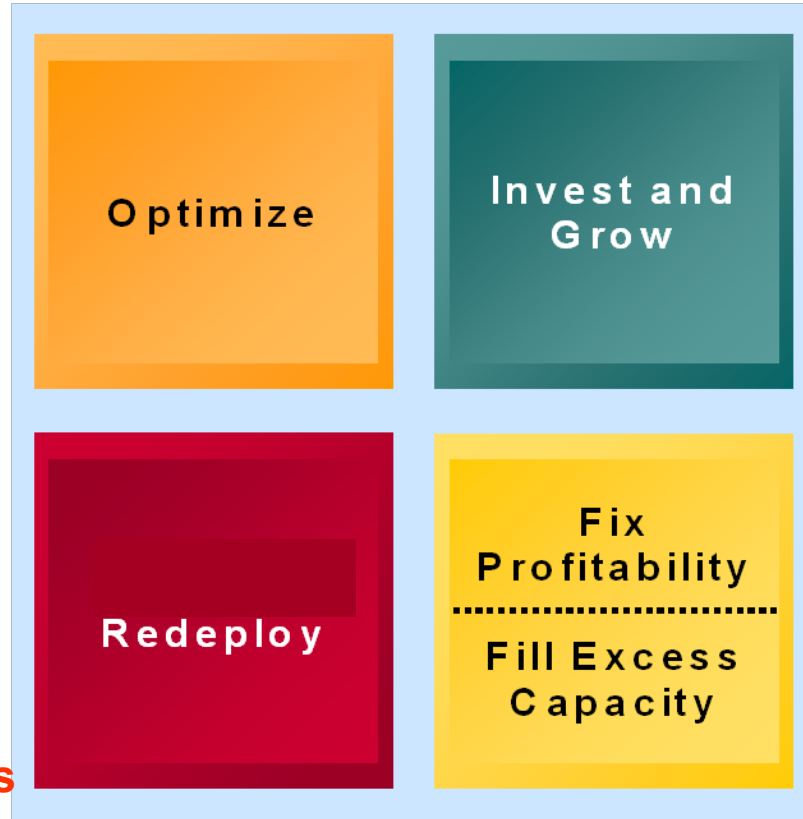 Optimize
Invest and
Grow
Redeploy
Fix
Profitability
Fill Excess
Capacity